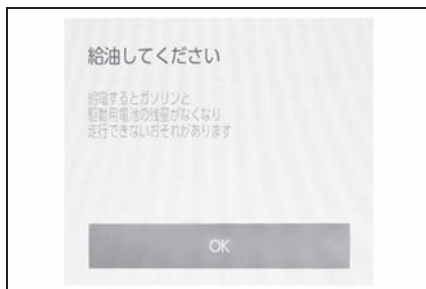 給油してください
給電するとガソリンと
駆動用電池の残量がなくなり
走行できないおそれがあります
OK